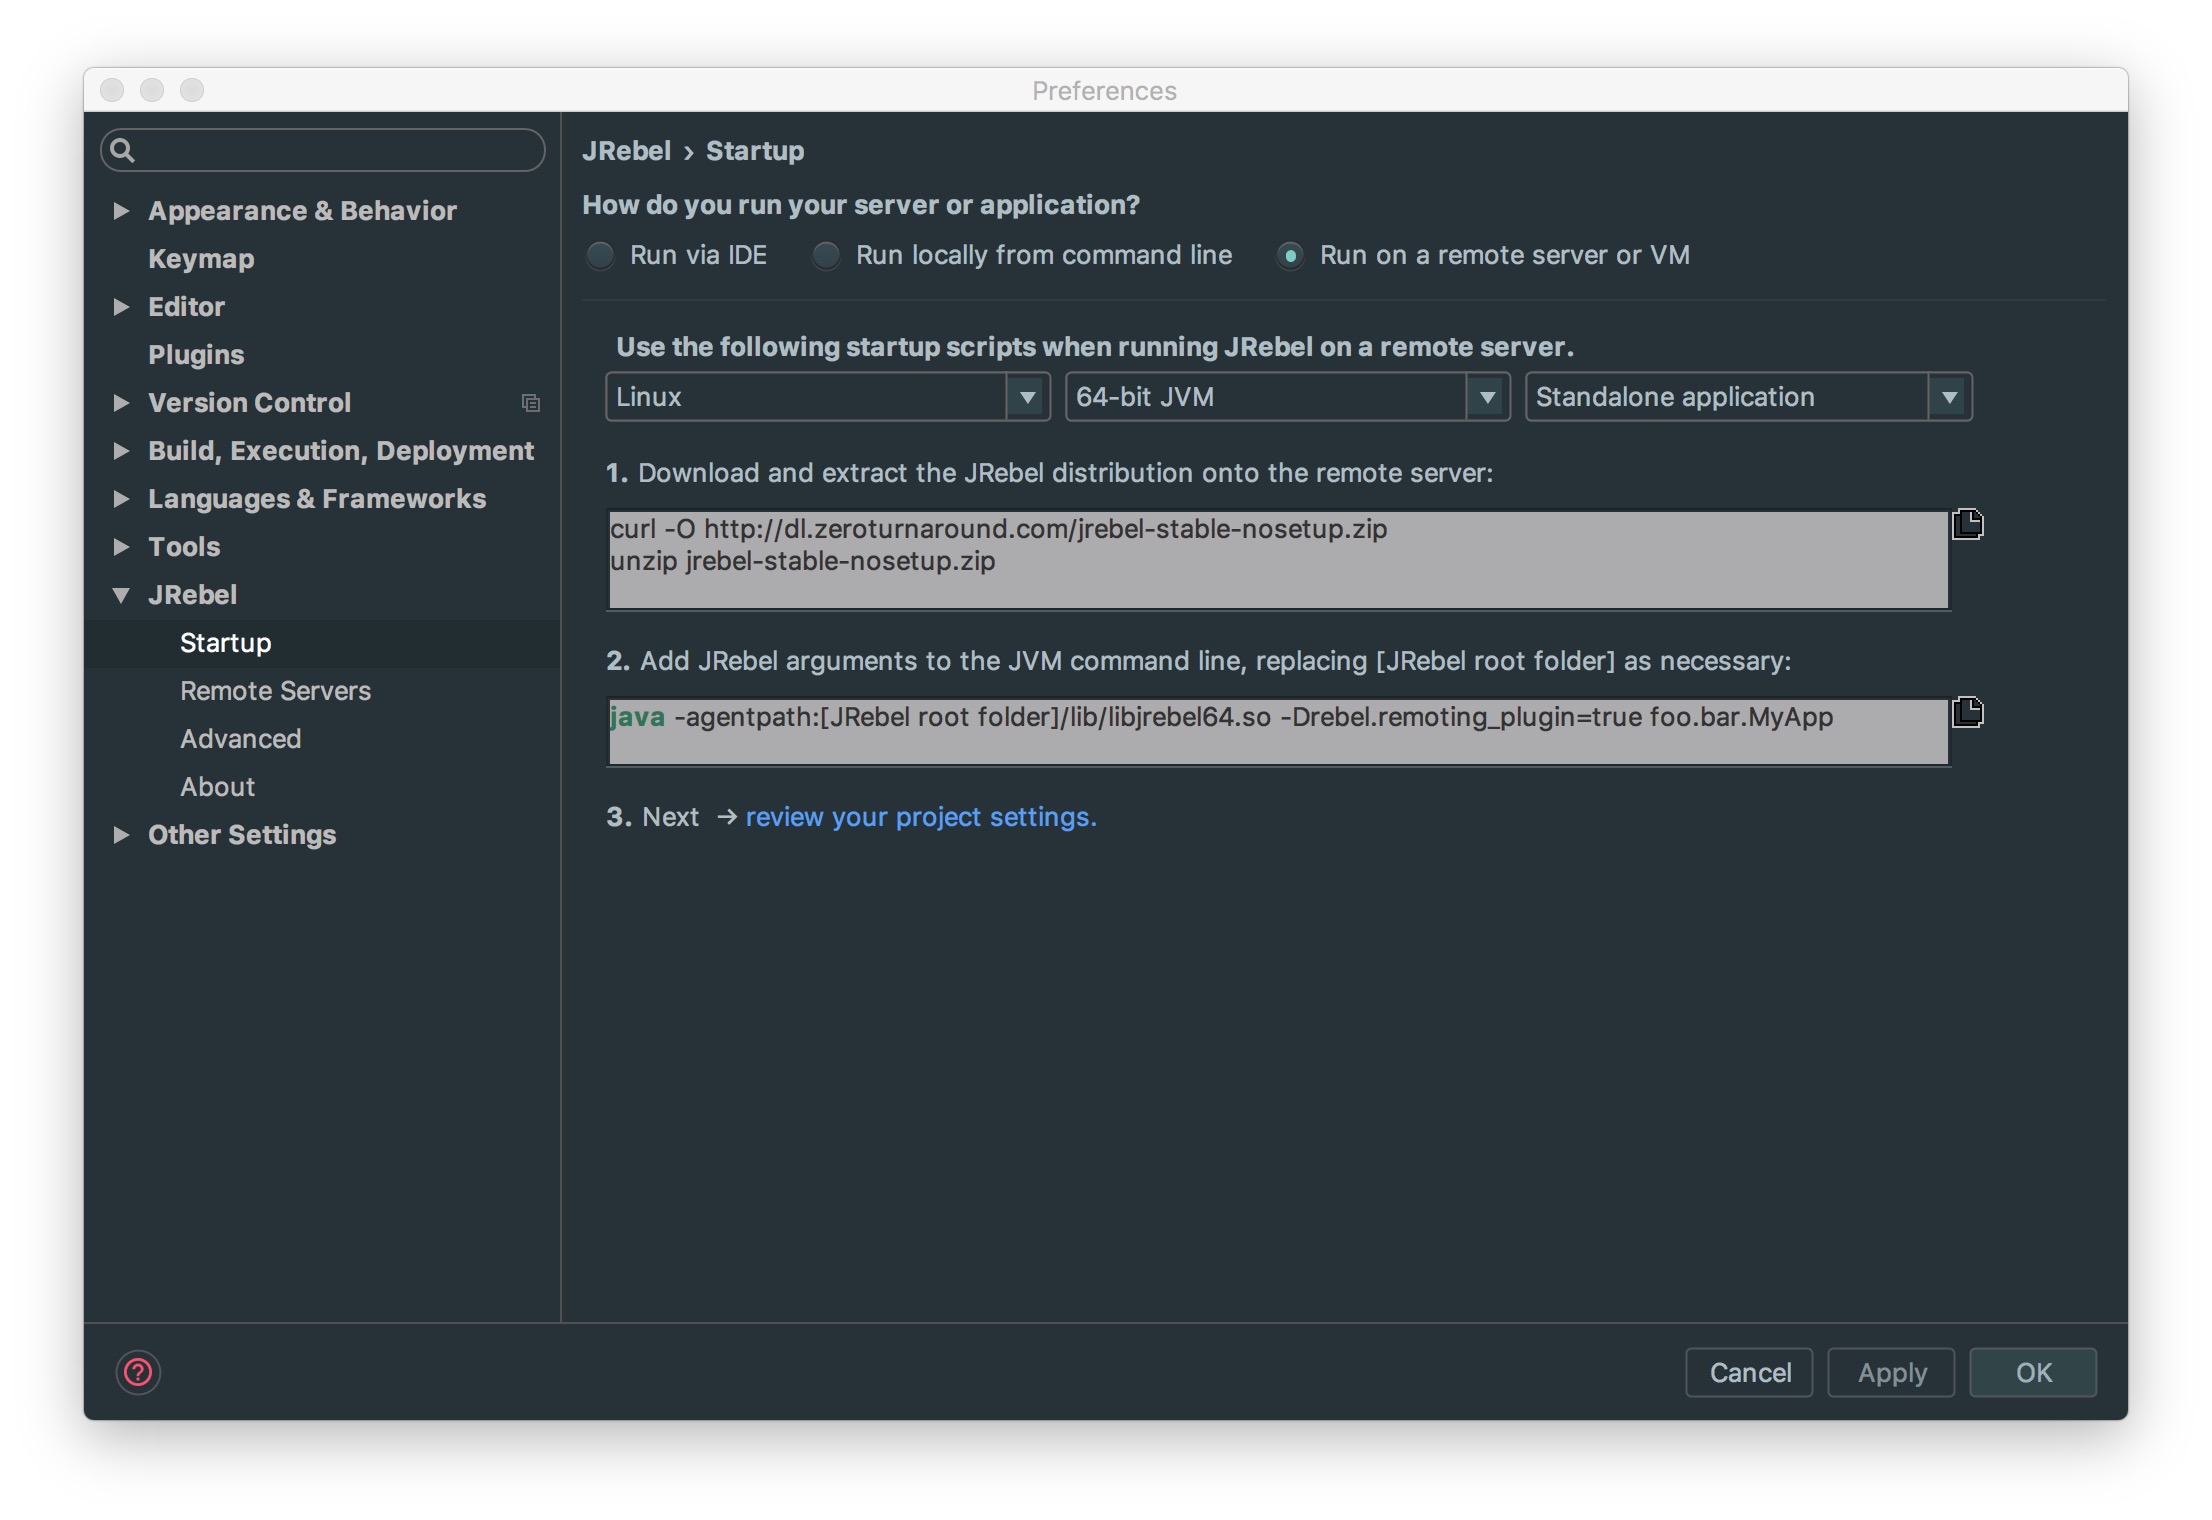 Preferences
Appearance & Behavior
Keymap
Editor
Plugins
Version Control
Build, Execution, Deployment
Languages & Frameworks
Tools
JRebel
Startup
Remote Servers
Advanced
About
Other Settings
JRebel › Startup
How do you run your server or application?
Run via IDE Run locally from command line Run on a remote server or VM
Use the following startup scripts when running JRebel on a remote server.
Linux 64-bit JVM Standalone application
1. Download and extract the JRebel distribution onto the remote server:
curl -O http://dl.zeroturnaround.com/jrebel-stable-nosetup.zip
unzip jrebel-stable-nosetup.zip
2. Add JRebel arguments to the JVM command line, replacing [JRebel root folder] as necessary:
java -agentpath:[JRebel root folder]/lib/libjrebel64.so -Drebel.remoting_plugin=true foo.bar.MyApp
3. Next → review your project settings.
? Cancel Apply OK